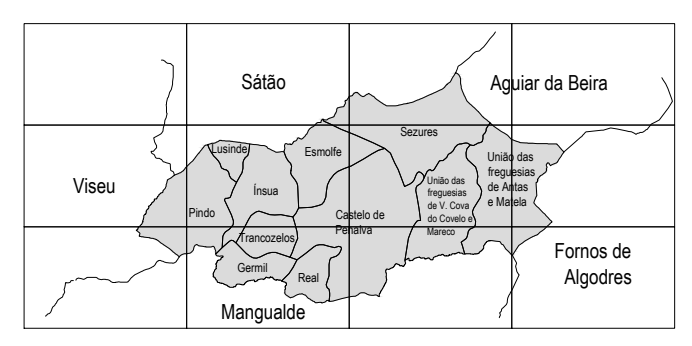 Sátão
Aguiar da Beira
Sezures
Lusinde
Esmolfe
União das
freguesias
de Antas
e Matela
Viseu
Ínsua
União das
freguesias
de V. Cova
do Covelo e
Mareco
Pindo
Castelo de
Penalva
Trancozelos
Fornos de
Algodres
Germil
Real
Mangualde